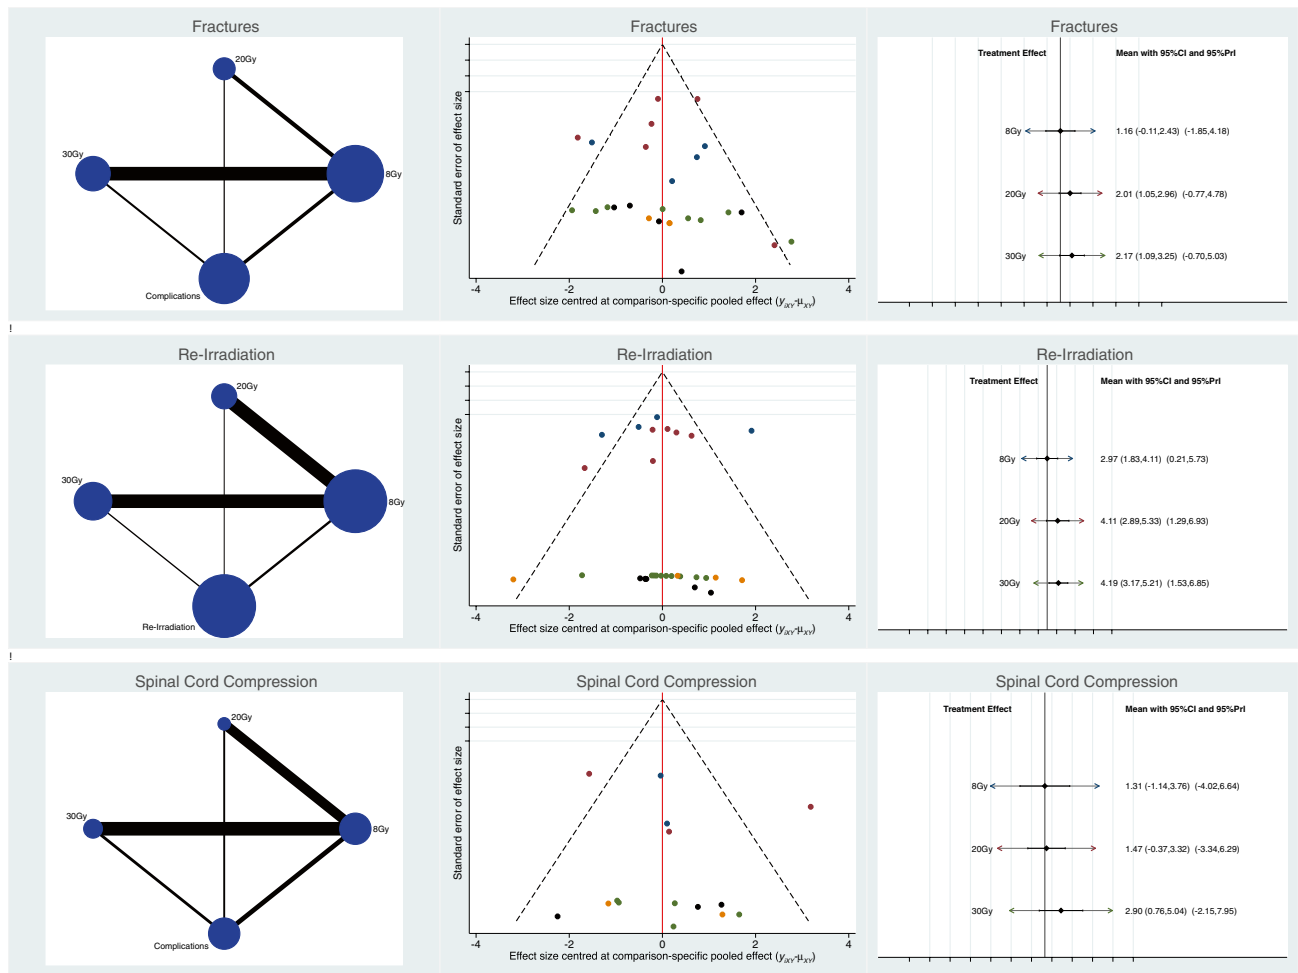 Fractures
20Gy
30Gy
8Gy
Complications
Fractures
Standard error of effect size
-4 -2 0 2 4
Effect size centred at comparison-specific pooled effect (yiXY-μXY)
Fractures
Treatment Effect Mean with 95%CI and 95%PrI
8Gy 1.16 (-0.11,2.43) (-1.85,4.18)
20Gy 2.01 (1.05,2.96) (-0.77,4.78)
30Gy 2.17 (1.09,3.25) (-0.70,5.03)
!
Re-Irradiation
20Gy
30Gy
8Gy
Re-Irradiation
Re-Irradiation
Standard error of effect size
-4 -2 0 2 4
Effect size centred at comparison-specific pooled effect (yiXY-μXY)
Re-Irradiation
Treatment Effect Mean with 95%CI and 95%PrI
8Gy 2.97 (1.83,4.11) (0.21,5.73)
20Gy 4.11 (2.89,5.33) (1.29,6.93)
30Gy 4.19 (3.17,5.21) (1.53,6.85)
!
Spinal Cord Compression
20Gy
30Gy
8Gy
Complications
Spinal Cord Compression
Standard error of effect size
-4 -2 0 2 4
Effect size centred at comparison-specific pooled effect (yiXY-μXY)
Spinal Cord Compression
Treatment Effect Mean with 95%CI and 95%PrI
8Gy 1.31 (-1.14,3.76) (-4.02,6.64)
20Gy 1.47 (-0.37,3.32) (-3.34,6.29)
30Gy 2.90 (0.76,5.04) (-2.15,7.95)